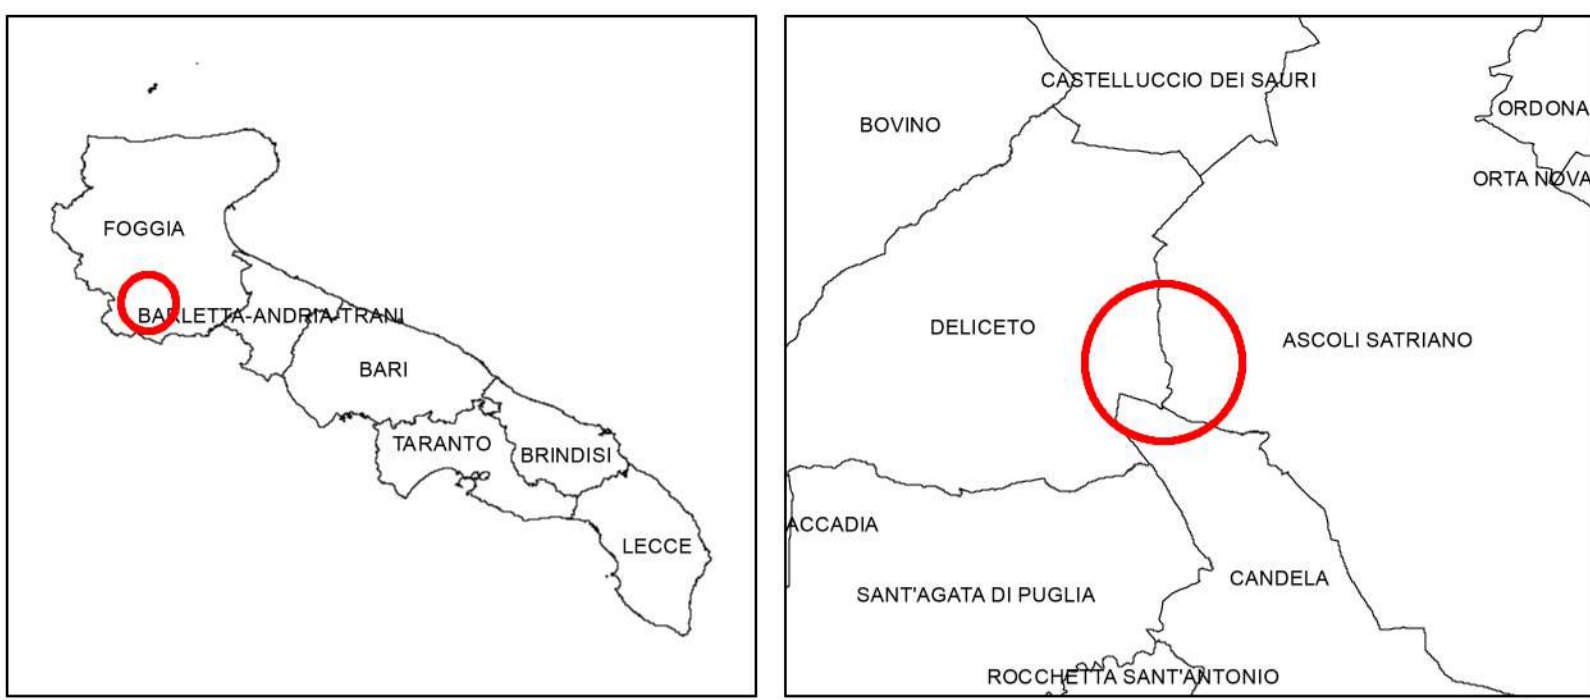 FOGGIA
BARLETTA-ANDRIA-TRANI
BARI
TARANTO
BRINDISI
LECCE
CASTELLUCCIO DEI SAURI
BOVINO
ORDONA
ORTA NOVA
DELICETO
ASCOLI SATRIANO
ACCADIA
SANT'AGATA DI PUGLIA
CANDELA
ROCCHETTA SANT'ANTONIO